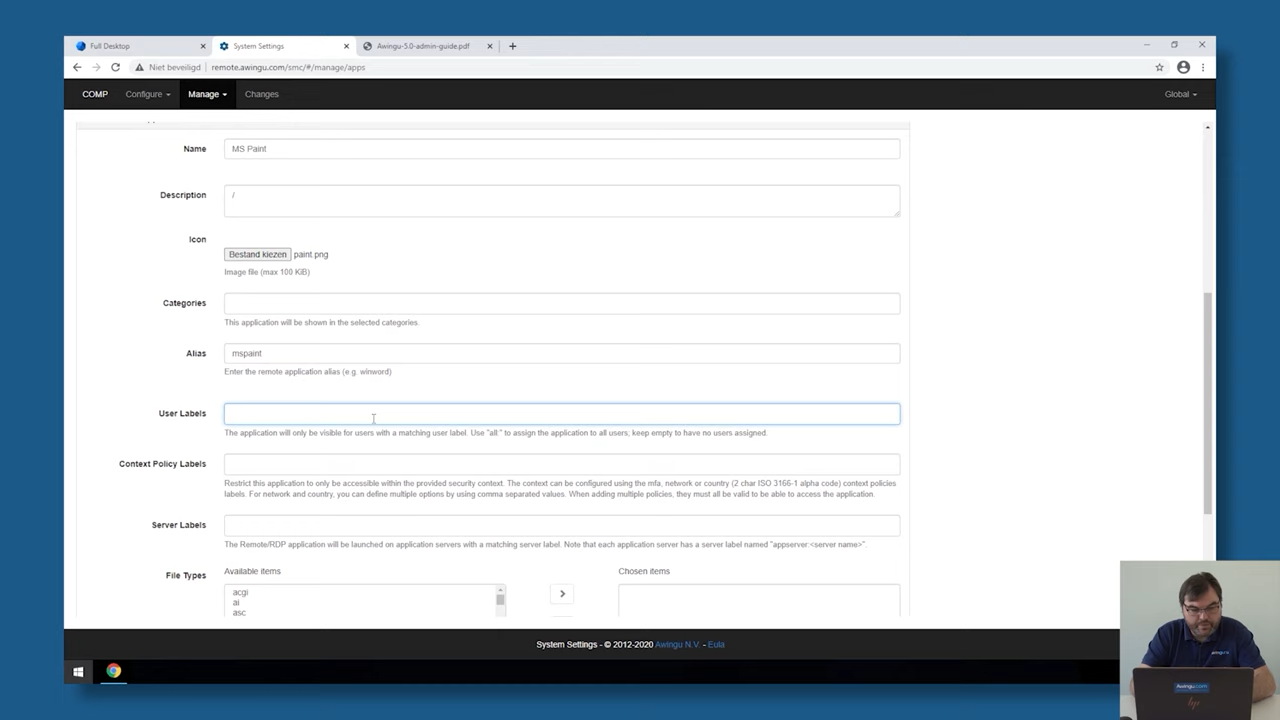 Full Desktop
System Settings
Awingu-5.0-admin-guide.pdf
Niet beveiligd
remote.awingu.com/smc/#/manage/apps
COMP
Configure
Manage
Changes
Global
Name
MS Paint
Description
/
Icon
Bestand kiezen paint.png
Image file (max 100 KiB)
Categories
This application will be shown in the selected categories.
Alias
mspaint
Enter the remote application alias (e.g. winword)
User Labels
The application will only be visible for users with a matching user label. Use "all:" to assign the application to all users; keep empty to have no users assigned.
Context Policy Labels
Restrict this application to only be accessible within the provided security context. The context can be configured using the mfa, network or country (2 char ISO 3166-1 alpha code) context policies
labels. For network and country, you can define multiple options by using comma separated values. When adding multiple policies, they must all be valid to be able to access the application.
Server Labels
The Remote/RDP application will be launched on application servers with a matching server label. Note that each application server has a server label named "appserver:<server name>".
File Types
Available items
Chosen items
acgi
ai
asc
System Settings - © 2012-2020 Awingu N.V. - Eula
Awingu.com
hp